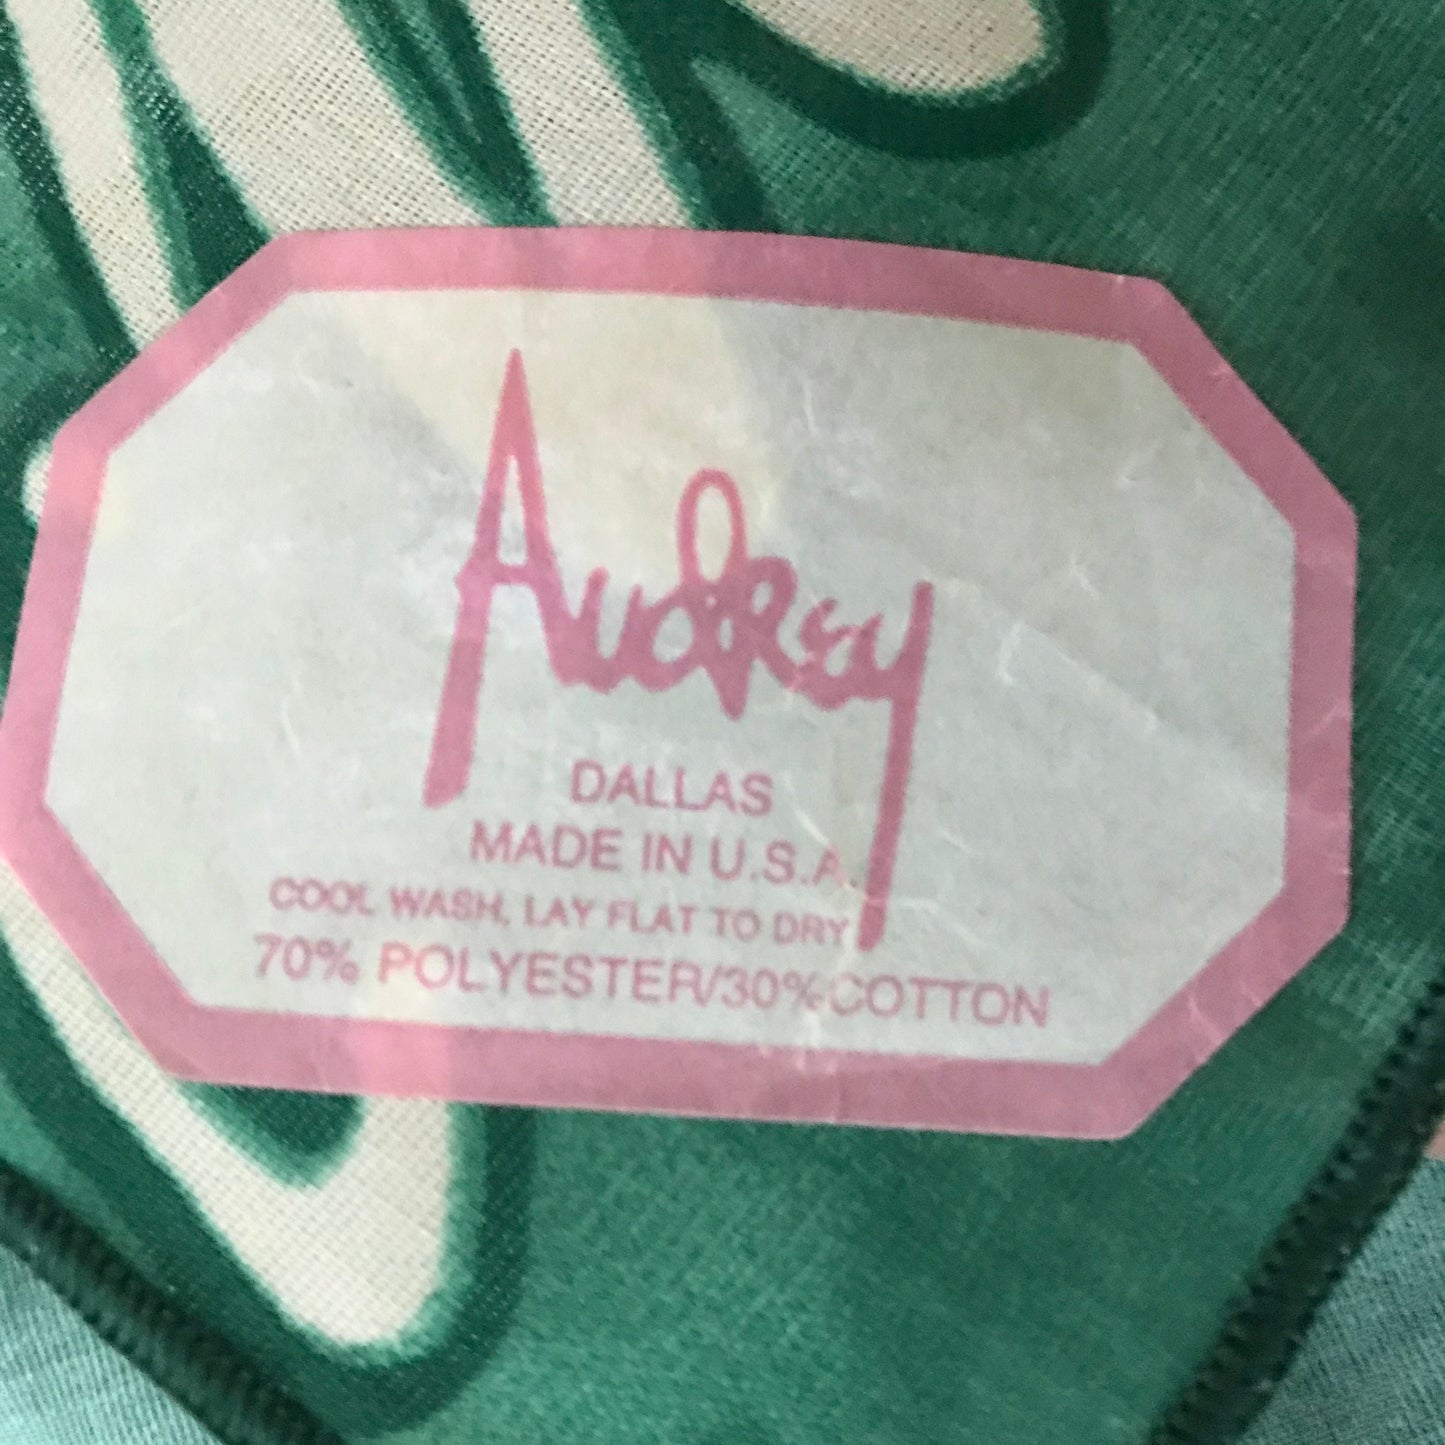 Audrey
DALLAS
MADE IN U.S.A.
COOL WASH, LAY FLAT TO DRY
70% POLYESTER/30%COTTON